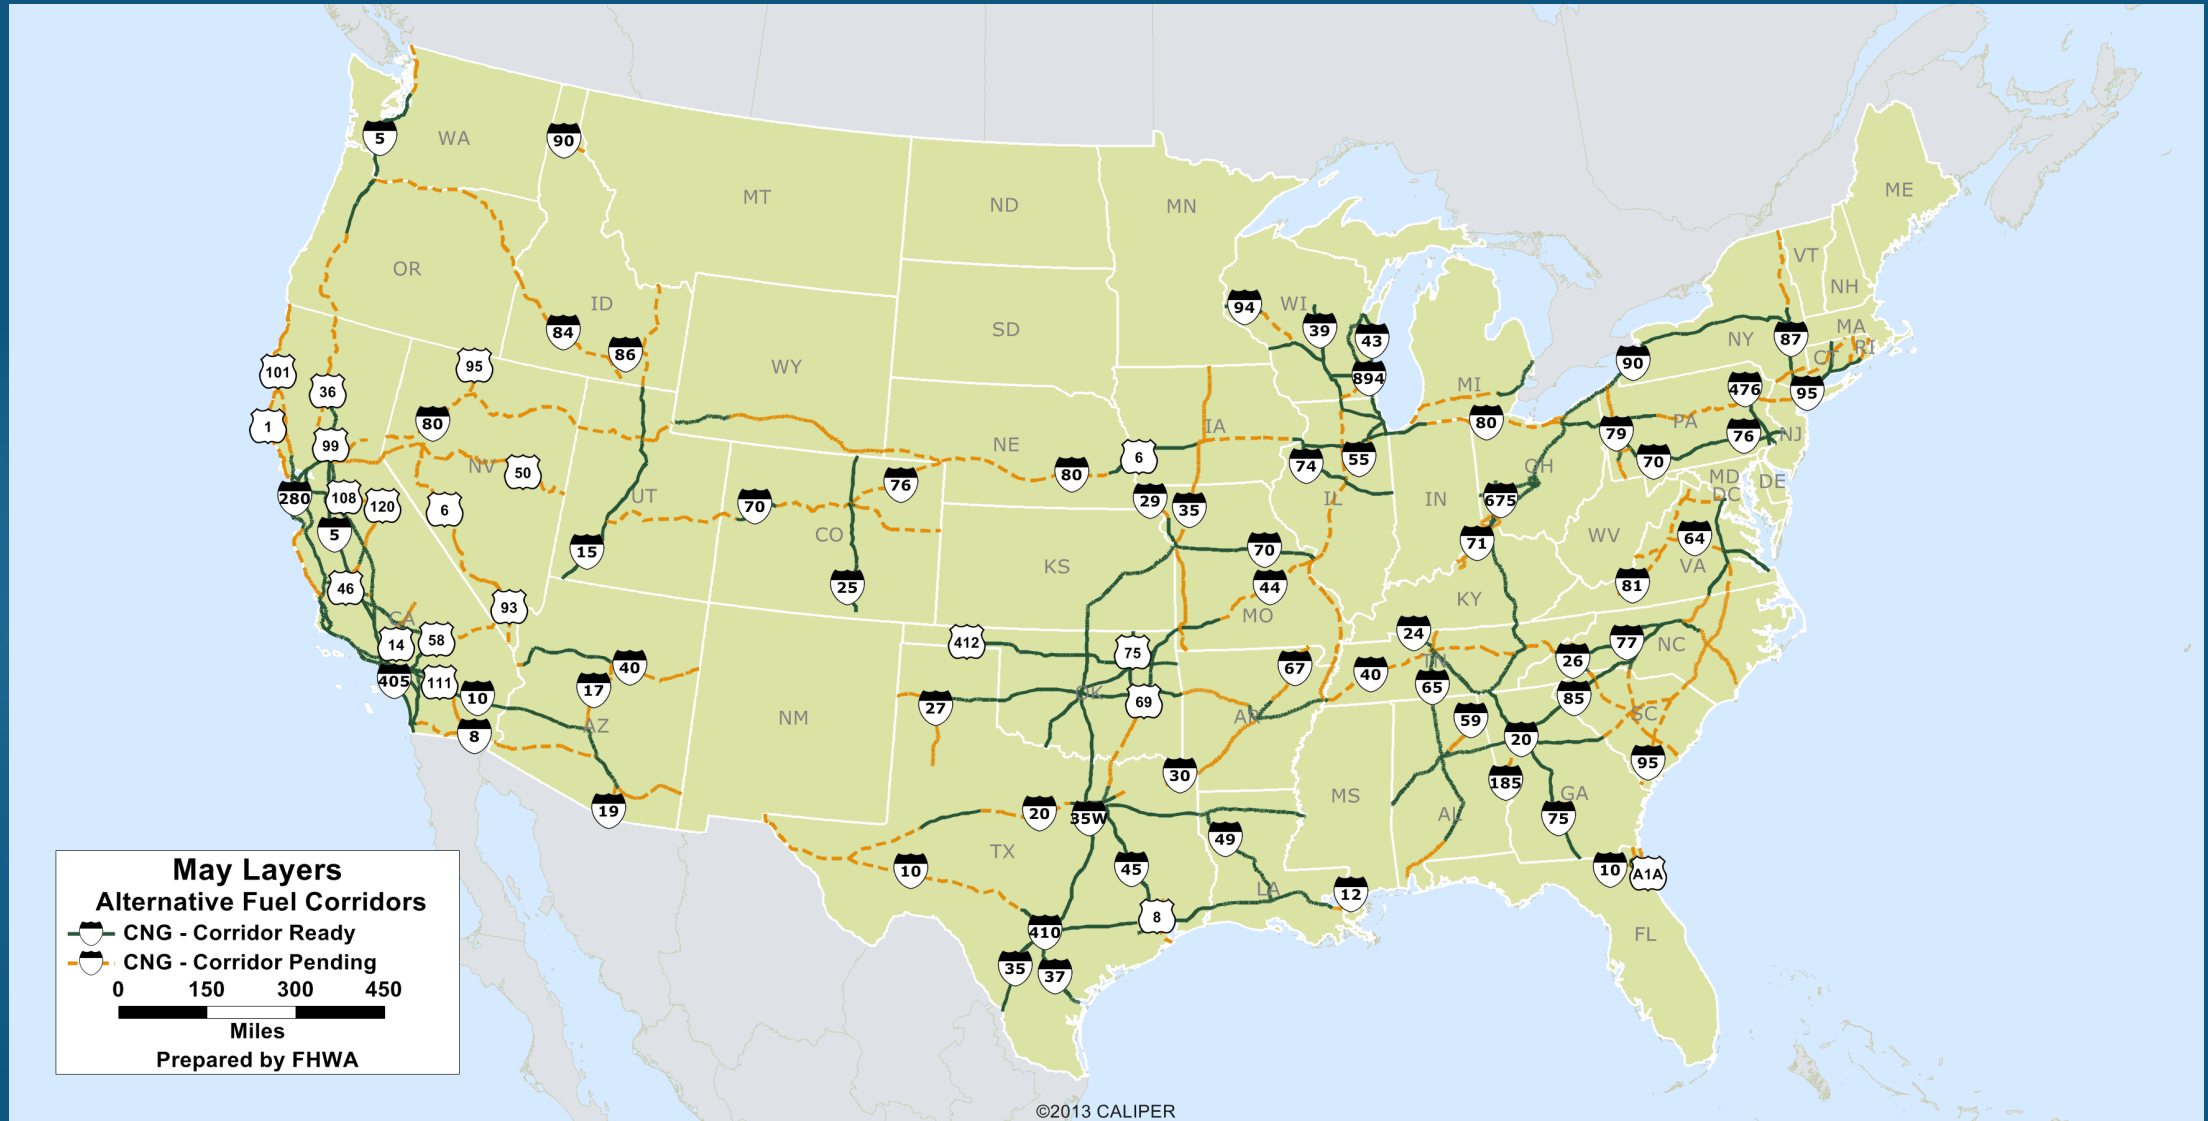 5
WA
90
MT
ND
MN
ME
OR
ID
84
86
SD
94
WI
39
43
894
VT
NH
MA
NY
87
90
CT
RI
101
36
95
WY
MI
80
476
95
1
80
99
IA
PA
79
76
NJ
NV
50
NE
80
6
74
55
OH
70
MD
DC
DE
280
108
120
6
UT
70
76
29
35
IL
IN
675
5
15
CO
KS
70
71
WV
64
VA
46
93
25
44
MO
KY
81
CA
14
58
412
75
24
77
NC
405
111
10
40
17
67
40
TN
26
27
OK
69
65
85
8
AZ
NM
AR
59
20
SC
30
95
19
20
35W
MS
AL
185
GA
75
49
TX
10
45
LA
12
10
A1A
410
8
FL
35
37
May Layers
Alternative Fuel Corridors
CNG - Corridor Ready
CNG - Corridor Pending
0 150 300 450
Miles
Prepared by FHWA
©2013 CALIPER